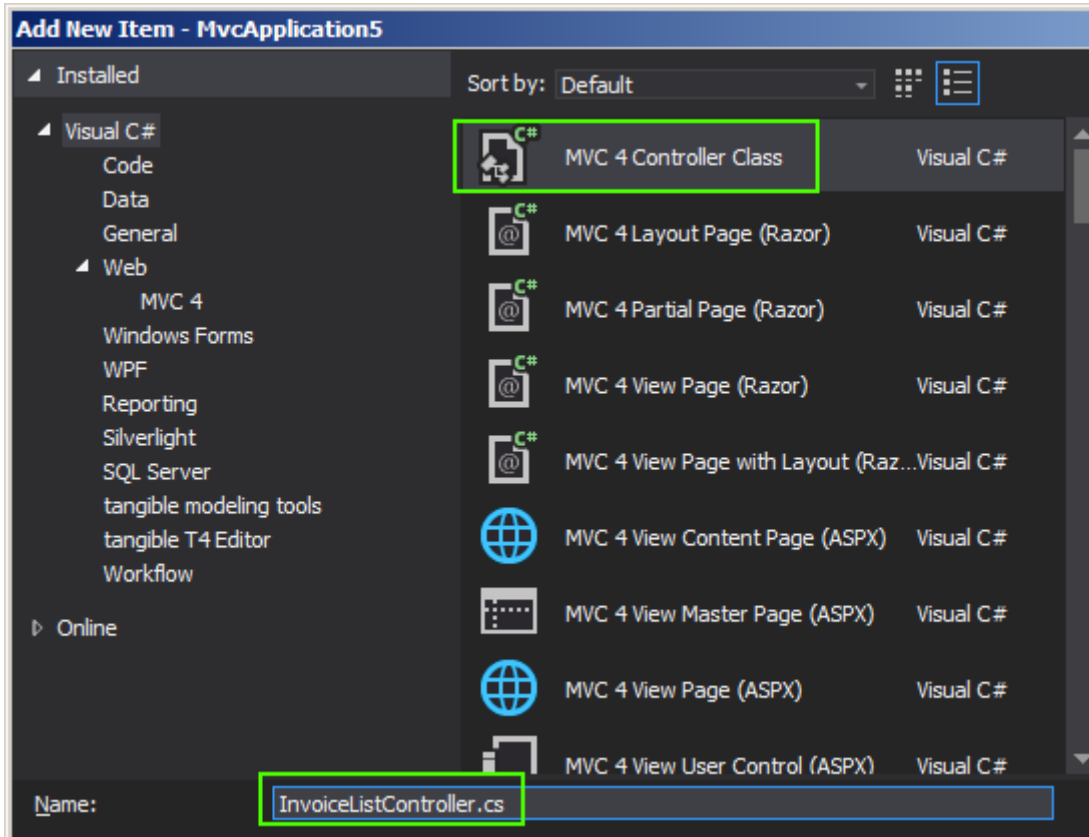 Add New Item - MvcApplication5
Installed
Visual C#
Code
Data
General
Web
MVC 4
Windows Forms
WPF
Reporting
Silverlight
SQL Server
tangible modeling tools
tangible T4 Editor
Workflow
Online
Sort by: Default
C# MVC 4 Controller Class Visual C#
C# @ MVC 4 Layout Page (Razor) Visual C#
C# @ MVC 4 Partial Page (Razor) Visual C#
C# @ MVC 4 View Page (Razor) Visual C#
C# @ MVC 4 View Page with Layout (Raz...Visual C#
MVC 4 View Content Page (ASPX) Visual C#
MVC 4 View Master Page (ASPX) Visual C#
MVC 4 View Page (ASPX) Visual C#
MVC 4 View User Control (ASPX) Visual C#
Name: InvoiceListController.cs